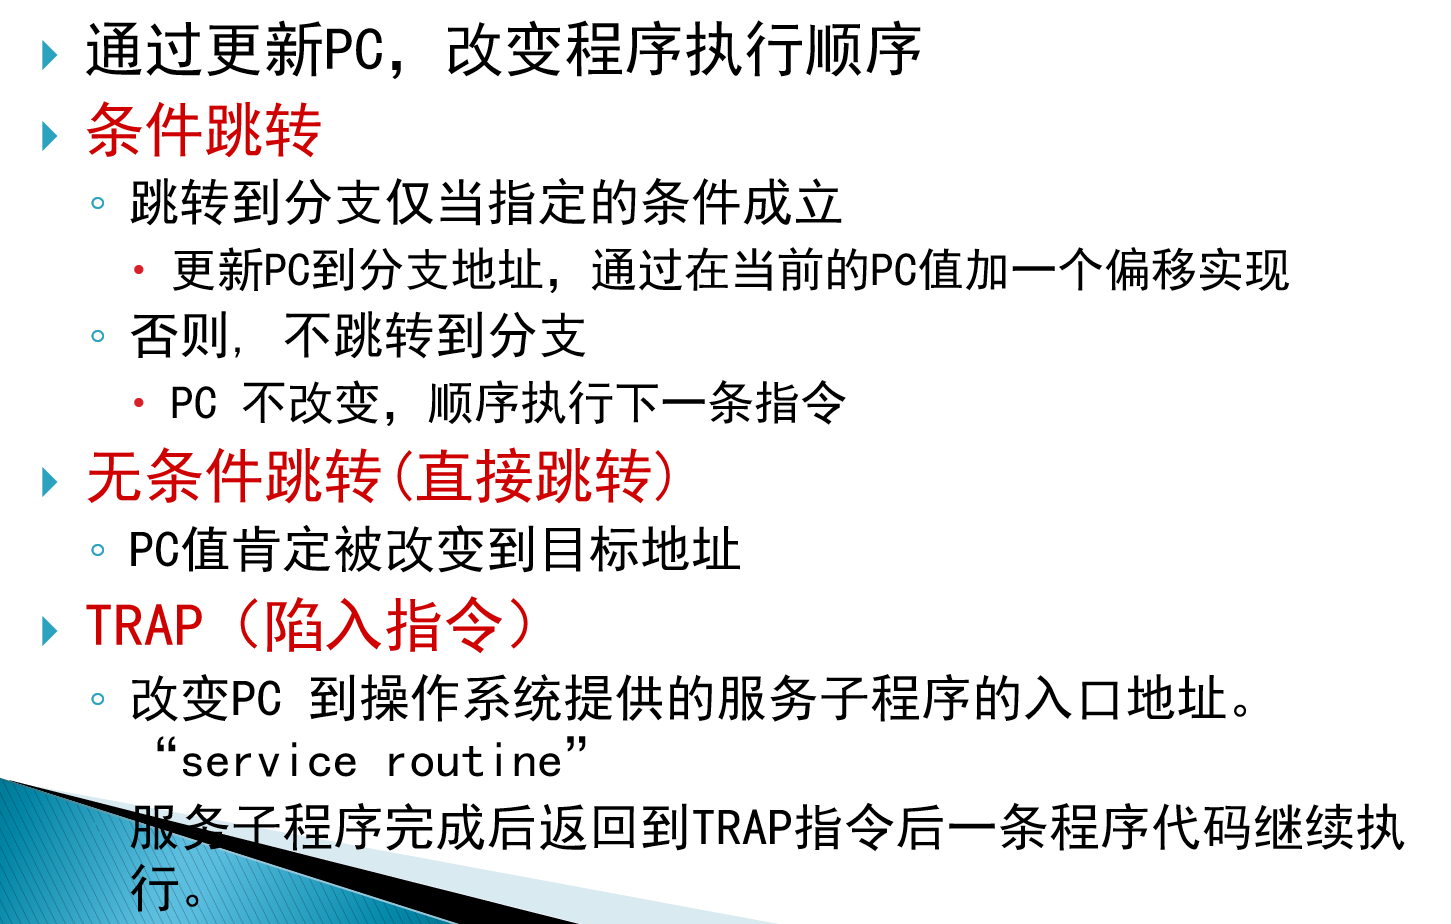 通过更新PC，改变程序执行顺序
条件跳转
跳转到分支仅当指定的条件成立
更新PC到分支地址，通过在当前的PC值加一个偏移实现
否则, 不跳转到分支
PC 不改变，顺序执行下一条指令
无条件跳转(直接跳转)
PC值肯定被改变到目标地址
TRAP（陷入指令）
改变PC 到操作系统提供的服务子程序的入口地址。
“service routine”
服务子程序完成后返回到TRAP指令后一条程序代码继续执
行。